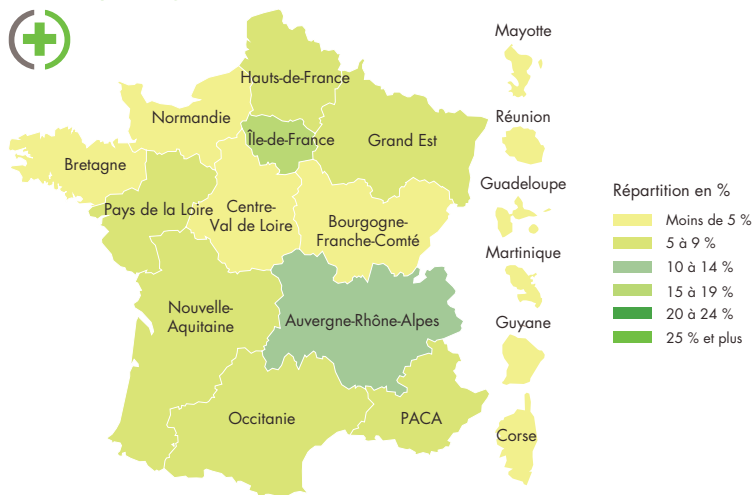 Mayotte
Hauts-de-France
Normandie
Réunion
Île-de-France
Grand Est
Bretagne
Guadeloupe
Pays de la Loire
Centre-
Val de Loire
Bourgogne-
Franche-Comté
Martinique
Nouvelle-
Aquitaine
Auvergne-Rhône-Alpes
Guyane
Occitanie
PACA
Corse
Répartition en %
Moins de 5 %
5 à 9 %
10 à 14 %
15 à 19 %
20 à 24 %
25 % et plus